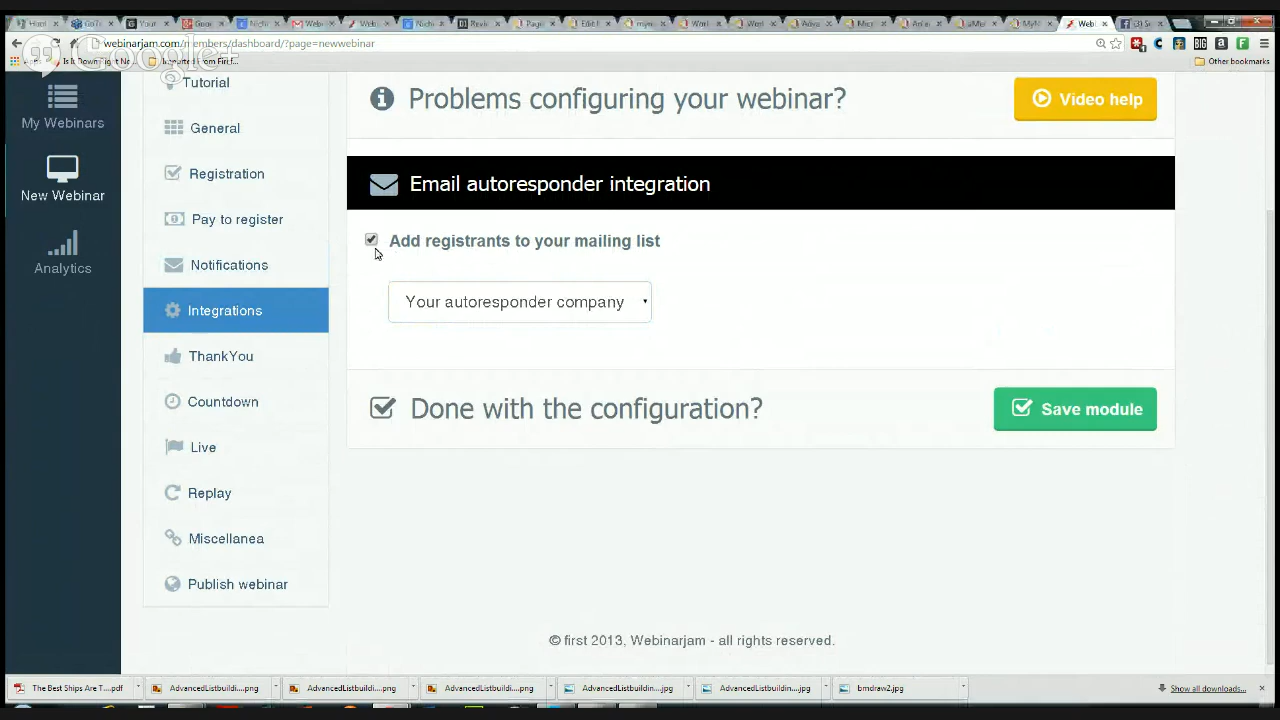 webinarjam.com/members/dashboard/?page=newwebinar
Google+
Other bookmarks
My Webinars
New Webinar
Analytics
Tutorial
General
Registration
Pay to register
Notifications
Integrations
ThankYou
Countdown
Live
Replay
Miscellanea
Publish webinar
Problems configuring your webinar?
Video help
Email autoresponder integration
Add registrants to your mailing list
Your autoresponder company
Done with the configuration?
Save module
© first 2013, Webinarjam - all rights reserved.
The Best Ships Are T....pdf
AdvancedListbuildi....png
AdvancedListbuildi....png
AdvancedListbuildi....png
AdvancedListbuildin....jpg
AdvancedListbuildin....jpg
bmdraw2.jpg
Show all downloads...